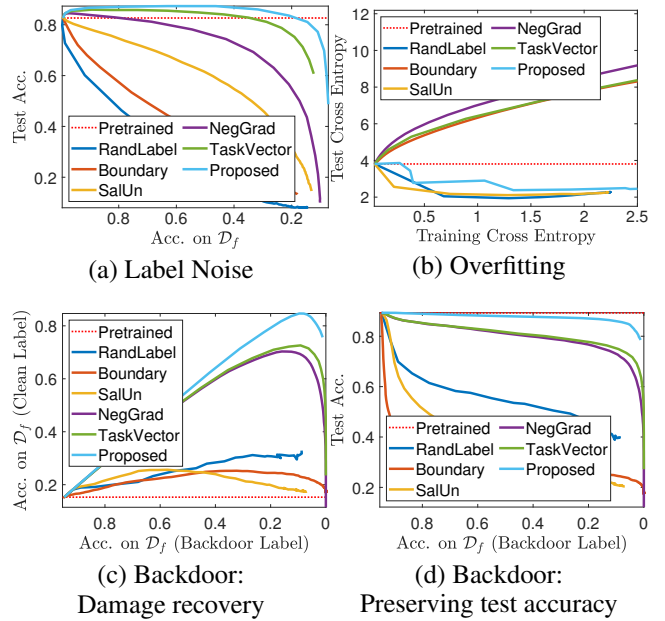 0.8
0.6
0.4
0.2
Test Acc.
Pretrained
RandLabel
Boundary
SalUn
NegGrad
TaskVector
Proposed
0.8 0.6 0.4 0.2
Acc. on D_f
(a) Label Noise
10
8
6
4
2
Test Cross Entropy
Pretrained
RandLabel
Boundary
SalUn
NegGrad
TaskVector
Proposed
0.5 1 1.5 2 2.5
Training Cross Entropy
(b) Overfitting
0.8
0.6
0.4
0.2
Acc. on D_f (Clean Label)
Pretrained
RandLabel
Boundary
SalUn
NegGrad
TaskVector
Proposed
0.8 0.6 0.4 0.2 0
Acc. on D_f (Backdoor Label)
(c) Backdoor:
Damage recovery
0.8
0.6
0.4
0.2
Test Acc.
Pretrained
RandLabel
Boundary
SalUn
NegGrad
TaskVector
Proposed
0.8 0.6 0.4 0.2 0
Acc. on D_f (Backdoor Label)
(d) Backdoor:
Preserving test accuracy